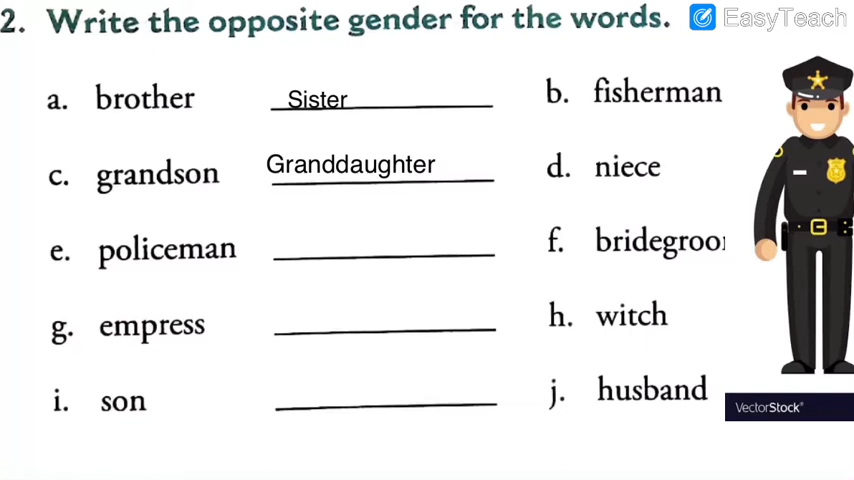 2. Write the opposite gender for the words. EasyTeach
a. brother Sister b. fisherman
c. grandson Granddaughter d. niece
e. policeman f. bridegroo
g. empress h. witch
i. son j. husband
VectorStock®